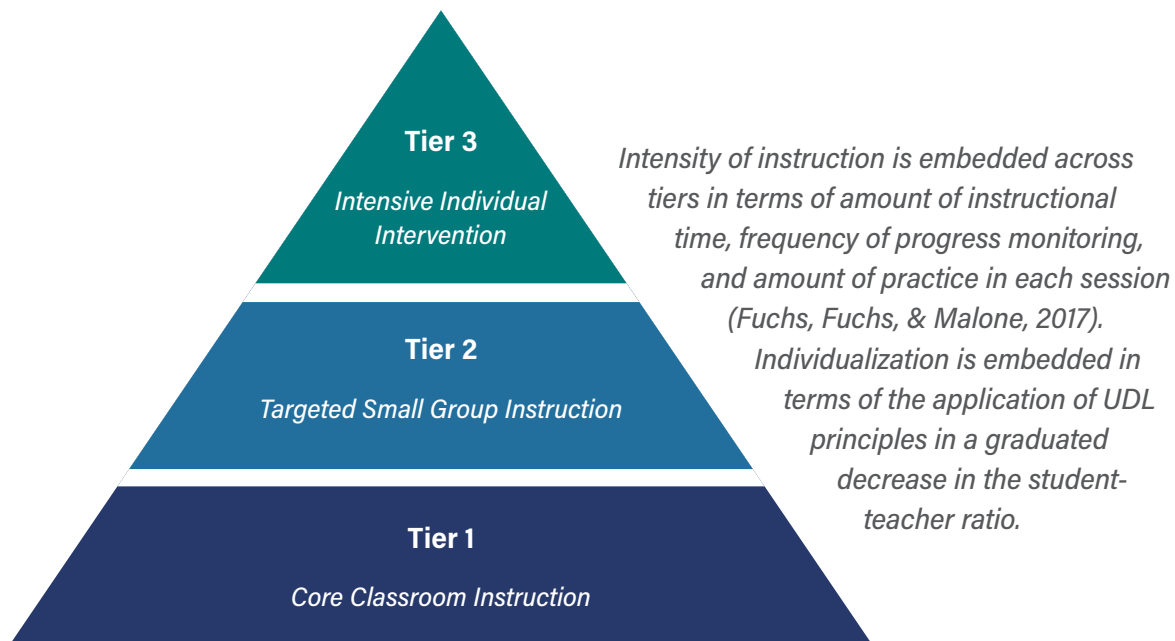 Tier 3
Intensive Individual
Intervention
Tier 2
Targeted Small Group Instruction
Tier 1
Core Classroom Instruction
Intensity of instruction is embedded across
tiers in terms of amount of instructional
time, frequency of progress monitoring,
and amount of practice in each session
(Fuchs, Fuchs, & Malone, 2017).
Individualization is embedded in
terms of the application of UDL
principles in a graduated
decrease in the student-
teacher ratio.